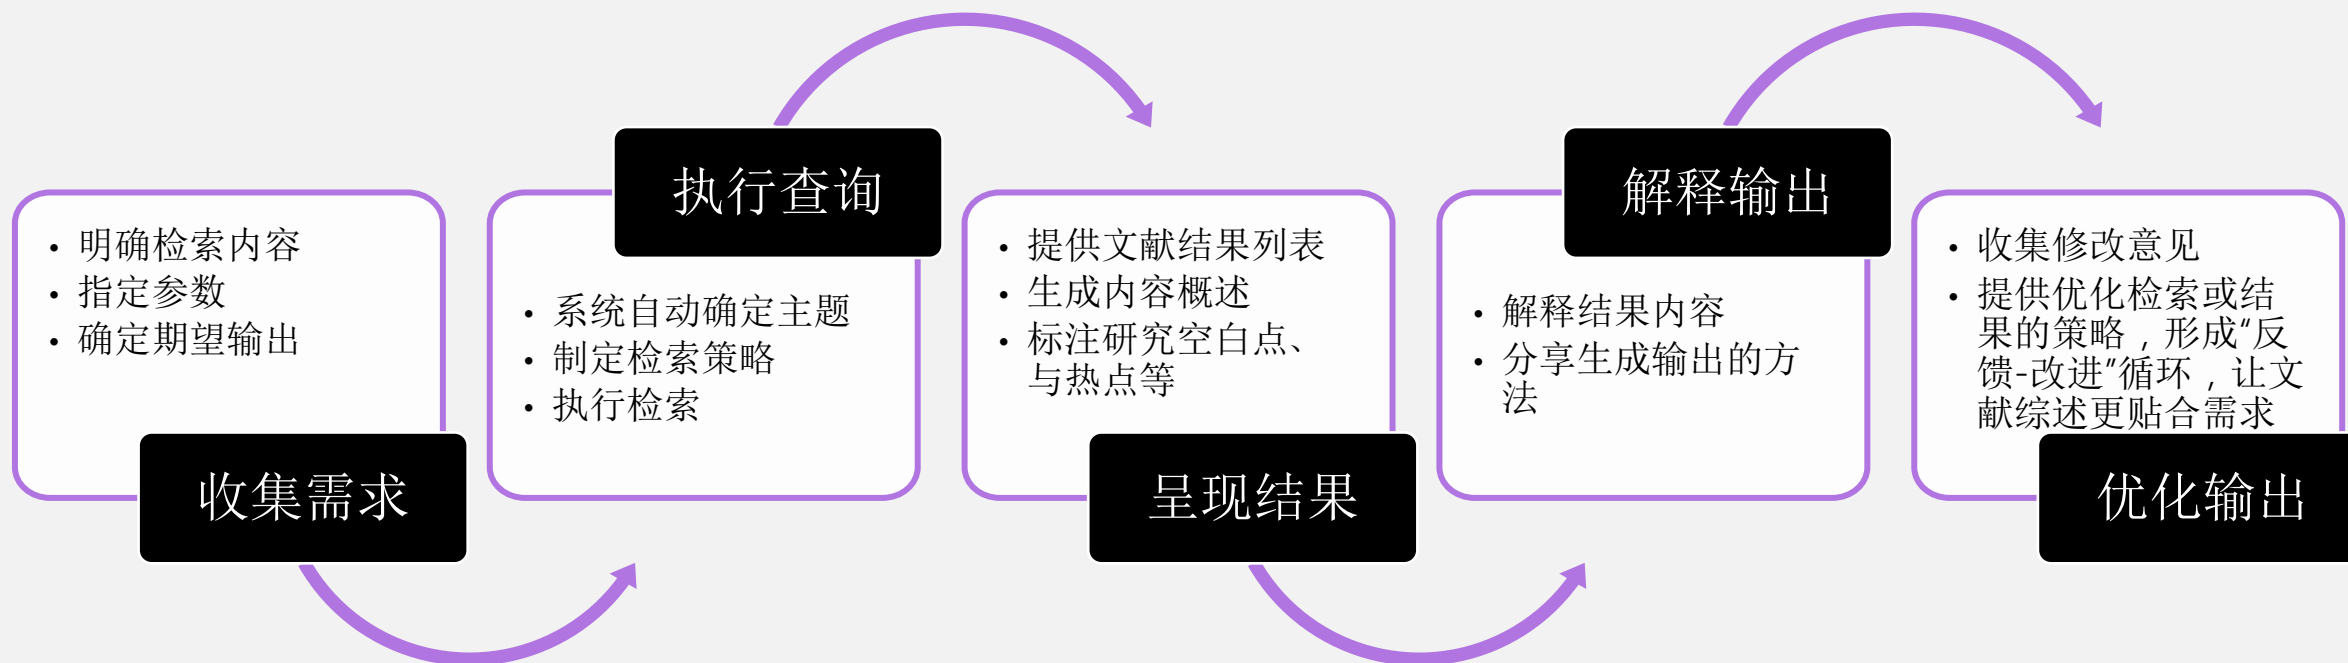 • 明确检索内容
• 指定参数
• 确定期望输出
收集需求
执行查询
• 系统自动确定主题
• 制定检索策略
• 执行检索
• 提供文献结果列表
• 生成内容概述
• 标注研究空白点、
与热点等
呈现结果
解释输出
• 解释结果内容
• 分享生成输出的方
法
• 收集修改意见
• 提供优化检索或结
果的策略，形成"反
馈-改进"循环，让文
献综述更贴合需求
优化输出